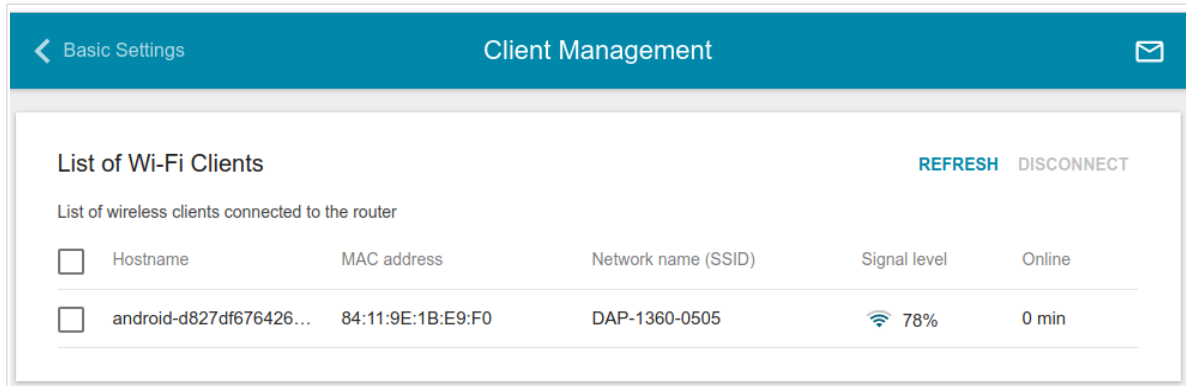 Basic Settings Client Management
List of Wi-Fi Clients REFRESH DISCONNECT
List of wireless clients connected to the router
Hostname MAC address Network name (SSID) Signal level Online
android-d827df676426... 84:11:9E:1B:E9:F0 DAP-1360-0505 78% 0 min